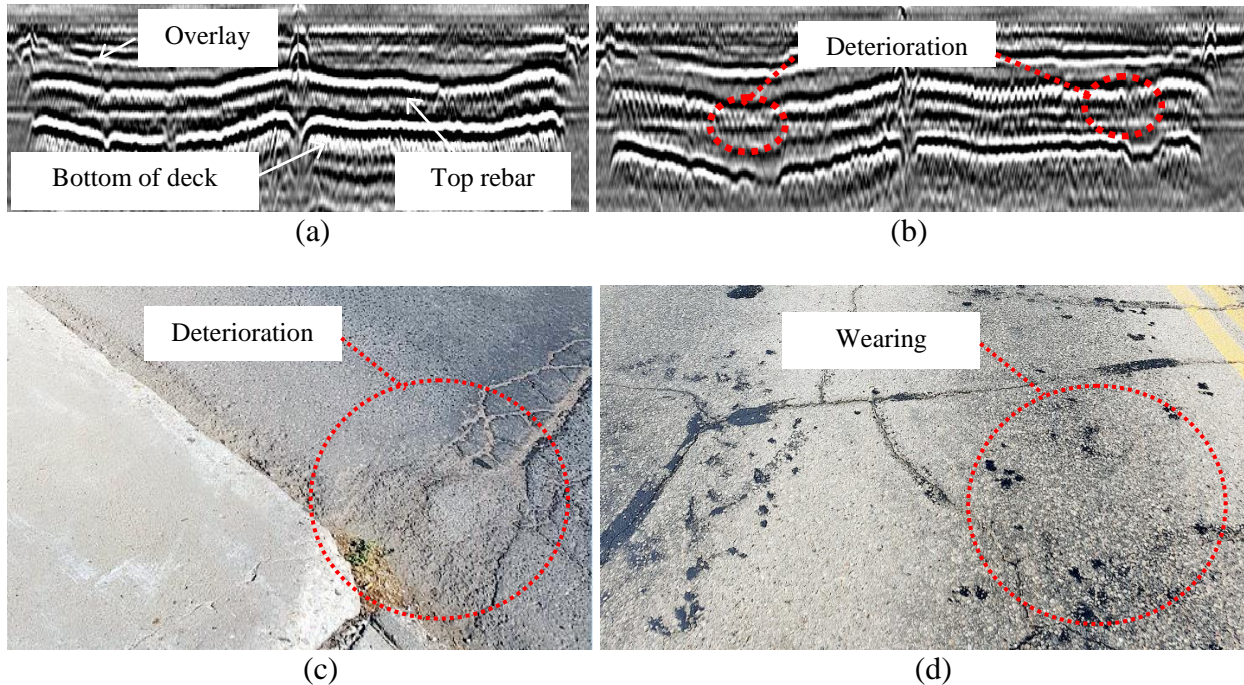 Overlay
Bottom of deck
Top rebar
(a)
Deterioration
(b)
Deterioration
(c)
Wearing
(d)